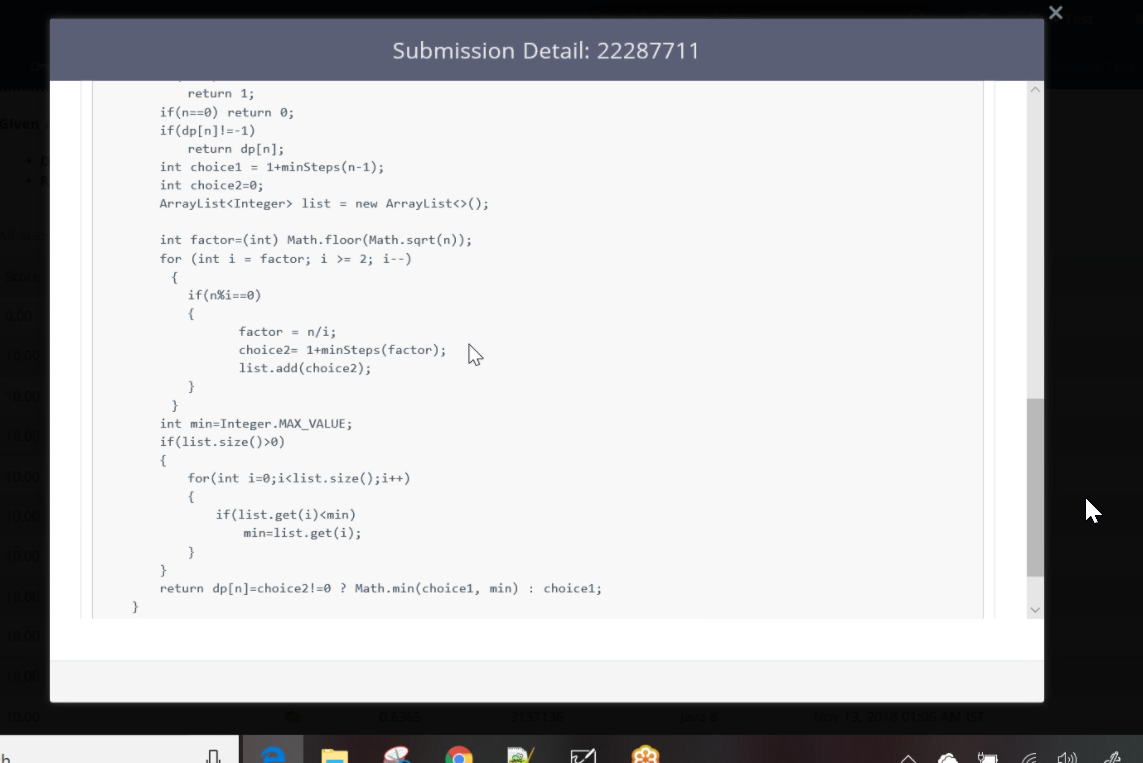 Submission Detail: 22287711
return 1;
if(n==0) return 0;
if(dp[n]!=-1)
return dp[n];
int choice1 = 1+minSteps(n-1);
int choice2=0;
ArrayList<Integer> list = new ArrayList<>();
int factor=(int) Math.floor(Math.sqrt(n));
for (int i = factor; i >= 2; i--)
{
if(n%i==0)
{
factor = n/i;
choice2= 1+minSteps(factor);
list.add(choice2);
}
}
int min=Integer.MAX_VALUE;
if(list.size()>0)
{
for(int i=0;i<list.size();i++)
{
if(list.get(i)<min)
min=list.get(i);
}
}
return dp[n]=choice2!=0 ? Math.min(choice1, min) : choice1;
}